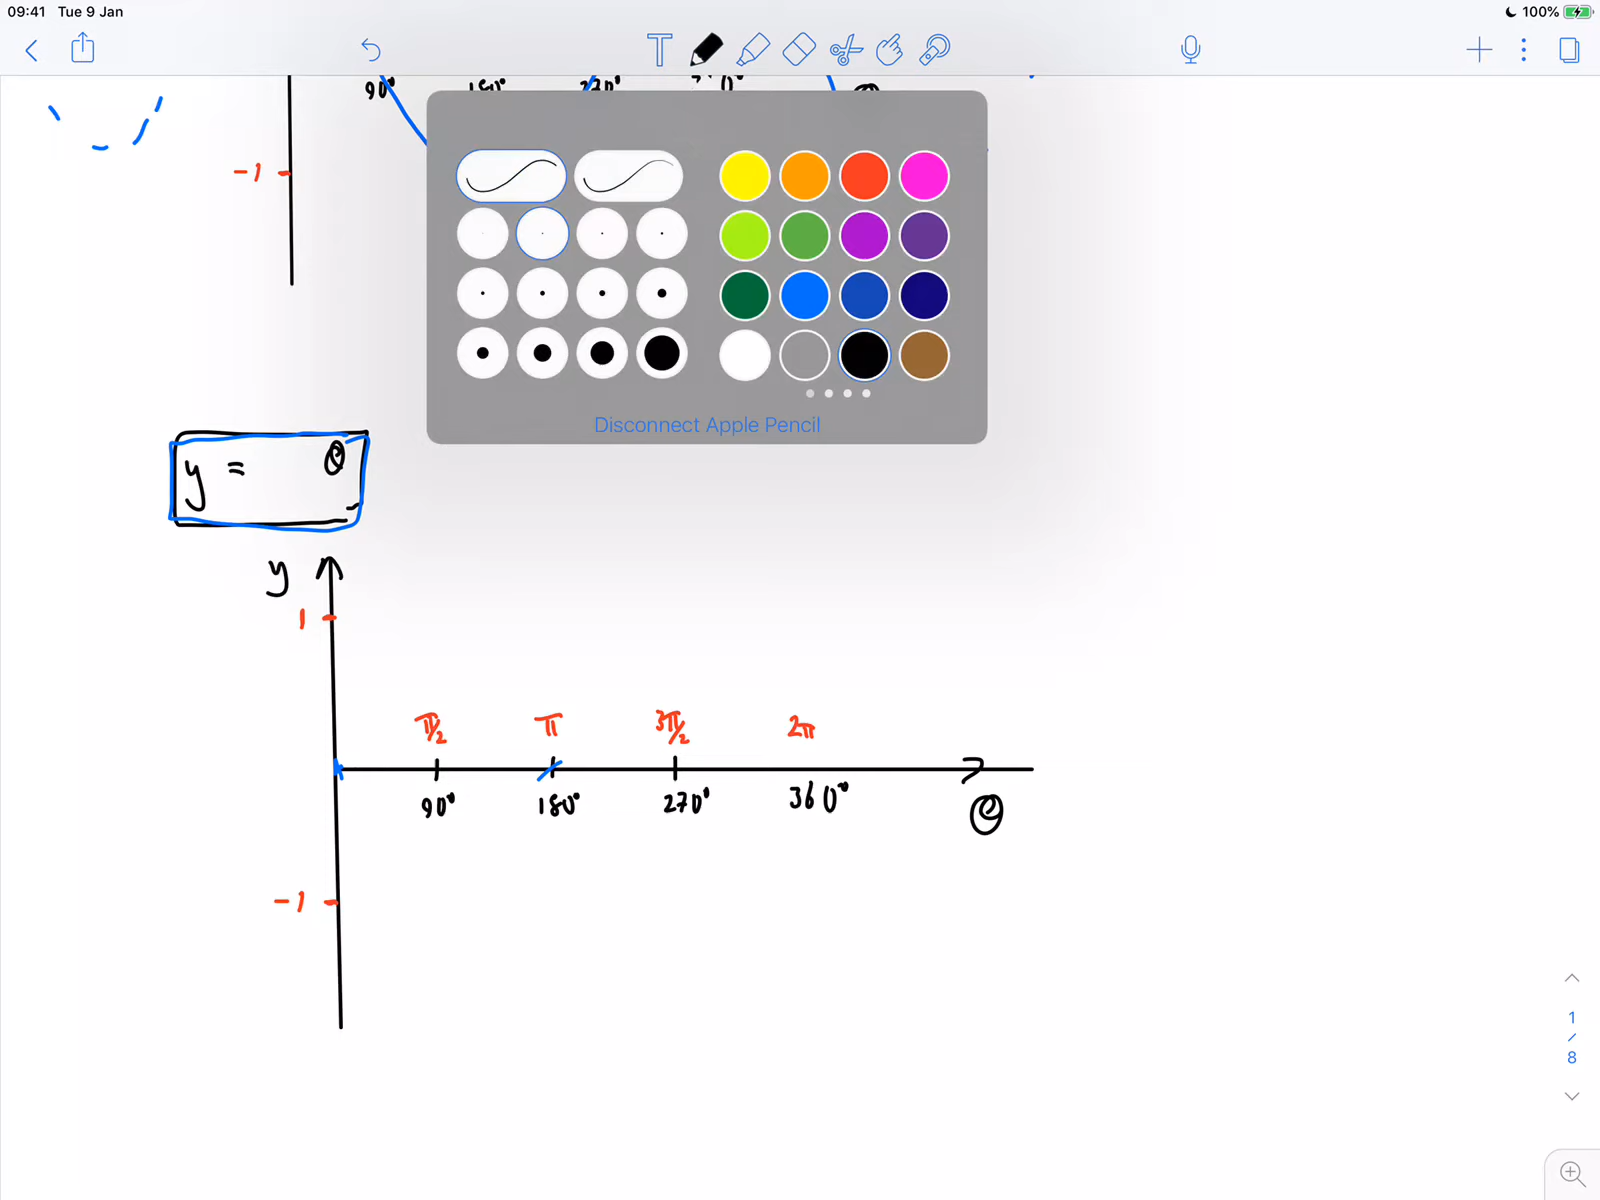 09:41 Tue 9 Jan
100%
T
90°
-1
Disconnect Apple Pencil
y = θ
y
1
π/2 π 3π/2 2π
90° 180° 270° 360°
θ
-1
1
/
8